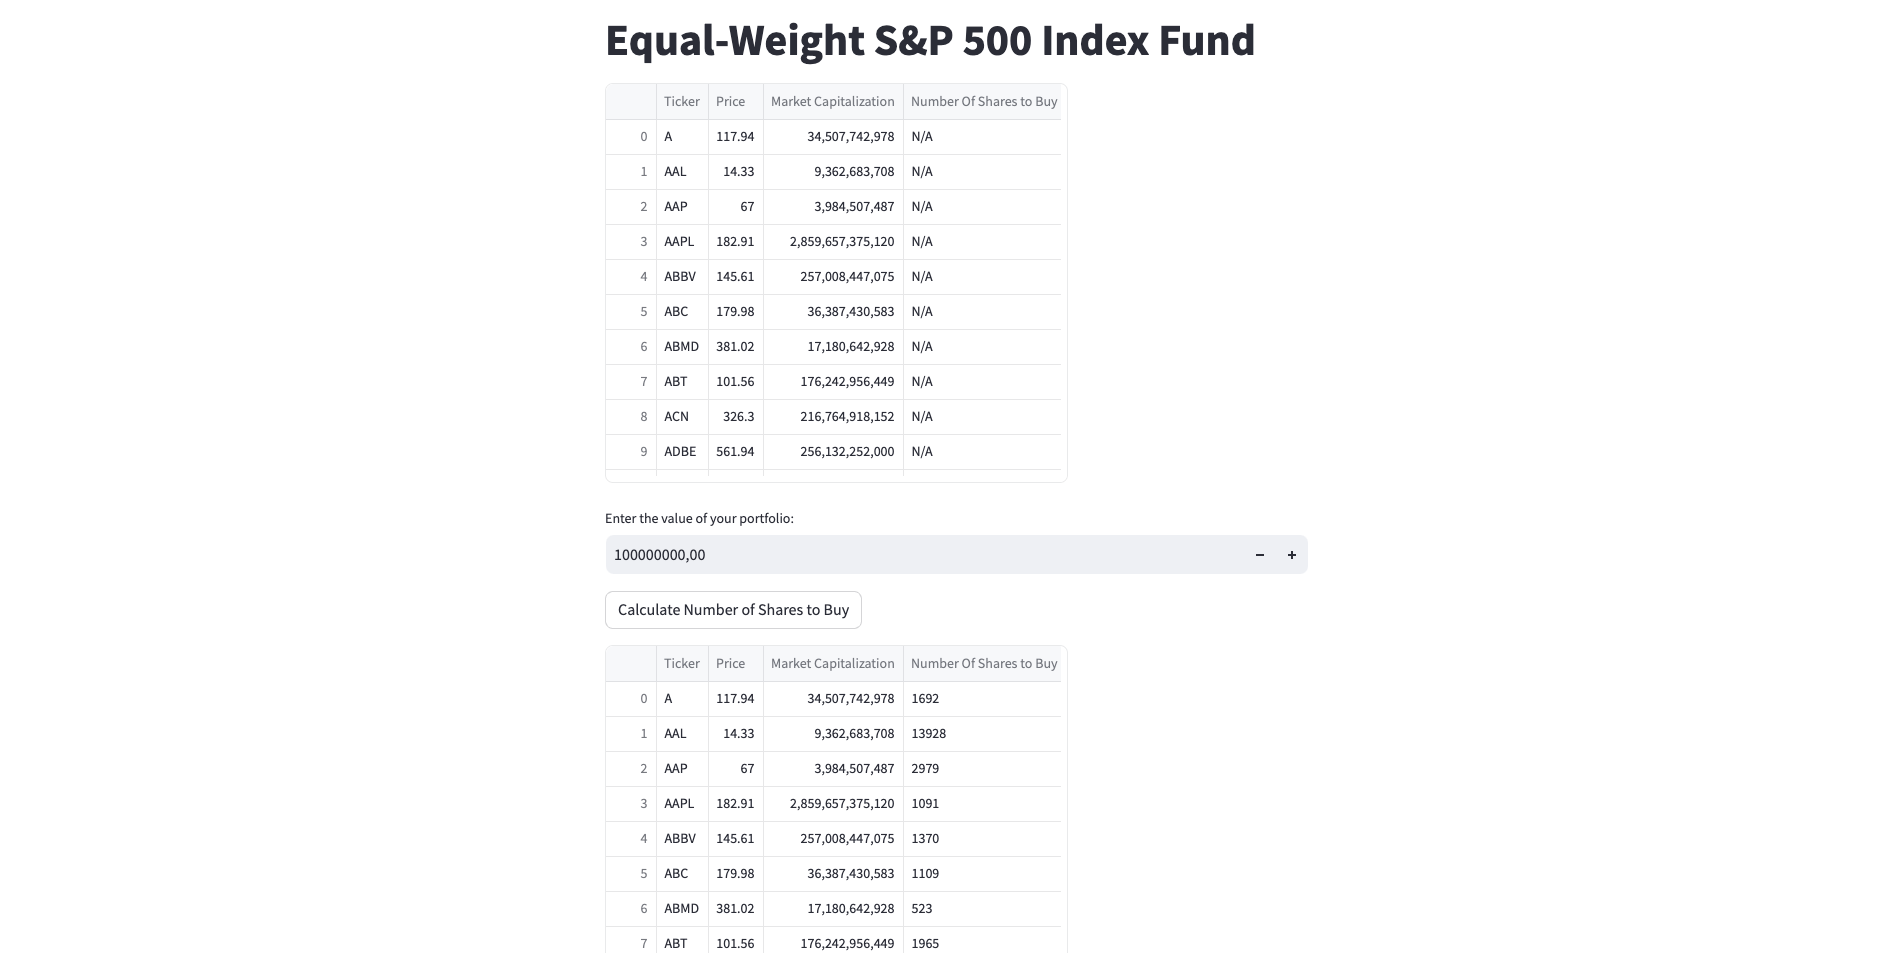 Equal-Weight S&P 500 Index Fund
Ticker Price Market Capitalization Number Of Shares to Buy
0 A 117.94 34,507,742,978 N/A
1 AAL 14.33 9,362,683,708 N/A
2 AAP 67 3,984,507,487 N/A
3 AAPL 182.91 2,859,657,375,120 N/A
4 ABBV 145.61 257,008,447,075 N/A
5 ABC 179.98 36,387,430,583 N/A
6 ABMD 381.02 17,180,642,928 N/A
7 ABT 101.56 176,242,956,449 N/A
8 ACN 326.3 216,764,918,152 N/A
9 ADBE 561.94 256,132,252,000 N/A
Enter the value of your portfolio:
100000000,00 − +
Calculate Number of Shares to Buy
Ticker Price Market Capitalization Number Of Shares to Buy
0 A 117.94 34,507,742,978 1692
1 AAL 14.33 9,362,683,708 13928
2 AAP 67 3,984,507,487 2979
3 AAPL 182.91 2,859,657,375,120 1091
4 ABBV 145.61 257,008,447,075 1370
5 ABC 179.98 36,387,430,583 1109
6 ABMD 381.02 17,180,642,928 523
7 ABT 101.56 176,242,956,449 1965